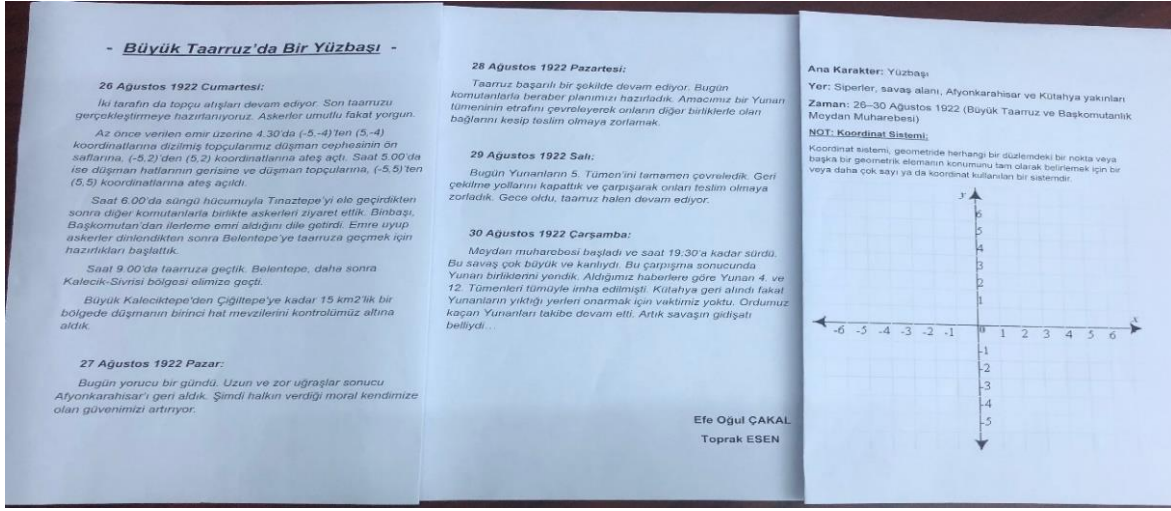 - Büyük Taarruz'da Bir Yüzbaşı -
26 Ağustos 1922 Cumartesi:
İki tarafın da topçu atışları devam ediyor. Son taarruzu
gerçekleştirmeye hazırlanıyoruz. Askerler umutlu fakat yorgun.
Az önce verilen emir üzerine 4.30'da (-5,-4)'ten (5,-4)
koordinatlarına dizilmiş topçularımız düşman cephesinin ön
saflarına, (-5,2)'den (5,2) koordinatlarına ateş açtı. Saat 5.00'da
ise düşman hatlarının gerisine ve düşman topçularına, (-5,5)'ten
(5,5) koordinatlarına ateş açıldı.
Saat 6.00'da süngü hücumuyla Tınaztepe'yi ele geçirdikten
sonra diğer komutanlarla birlikte askerleri ziyaret ettik. Binbaşı,
Başkomutan'dan ilerleme emri aldığını dile getirdi. Emre uyup
askerler dinlendikten sonra Belentepe'ye taarruza geçmek için
hazırlıkları başlattık.
Saat 9.00'da taarruza geçtik. Belentepe, daha sonra
Kalecik-Sivrisi bölgesi elimize geçti.
Büyük Kaleciktepe'den Çiğiltepe'ye kadar 15 km2'lik bir
bölgede düşmanın birinci hat mevzilerini kontrolümüz altına
aldık.
27 Ağustos 1922 Pazar:
Bugün yorucu bir gündü. Uzun ve zor uğraşlar sonucu
Afyonkarahisar'ı geri aldık. Şimdi halkın verdiği moral kendimize
olan güvenimizi artırıyor.
28 Ağustos 1922 Pazartesi:
Taarruz başarılı bir şekilde devam ediyor. Bugün
komutanlarla beraber planımızı hazırladık. Amacımız bir Yunan
tümeninin etrafını çevreleyerek onların diğer birliklerle olan
bağlarını kesip teslim olmaya zorlamak.
29 Ağustos 1922 Salı:
Bugün Yunanların 5. Tümen'ini tamamen çevreledik. Geri
çekilme yollarını kapattık ve çarpışarak onları teslim olmaya
zorladık. Gece oldu, taarruz halen devam ediyor.
30 Ağustos 1922 Çarşamba:
Meydan muharebesi başladı ve saat 19:30'a kadar sürdü.
Bu savaş çok büyük ve kanlıydı. Bu çarpışma sonucunda
Yunan birliklerini yendik. Aldığımız haberlere göre Yunan 4. ve
12. Tümenleri tümüyle imha edilmişti. Kütahya geri alındı fakat
Yunanların yıktığı yerleri onarmak için vaktimiz yoktu. Ordumuz
kaçan Yunanları takibe devam etti. Artık savaşın gidişatı
belliydi...
Efe Oğul ÇAKAL
Toprak ESEN
Ana Karakter: Yüzbaşı
Yer: Siperler, savaş alanı, Afyonkarahisar ve Kütahya yakınları
Zaman: 26–30 Ağustos 1922 (Büyük Taarruz ve Başkomutanlık
Meydan Muharebesi)
NOT: Koordinat Sistemi:
Koordinat sistemi, geometride herhangi bir düzlemdeki bir nokta veya
başka bir geometrik elemanın konumunu tam olarak belirlemek için bir
veya daha çok sayı ya da koordinat kullanılan bir sistemdir.
y
6
5
4
3
2
1
x
-6 -5 -4 -3 -2 -1 0 1 2 3 4 5 6
-1
-2
-3
-4
-5